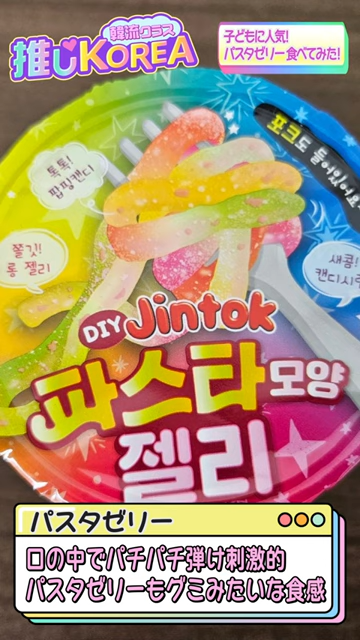 韓流クラス
推しKOREA
子どもに人気!
パスタゼリー食べてみた!
포크도 들어있어요!
톡톡!
팝핑캔디
쫄깃!
롱 젤리
새콤!
캔디시
DIY Jintok
파스타모양
젤리
パスタゼリー
口の中でパチパチ弾け刺激的
パスタゼリーもグミみたいな食感